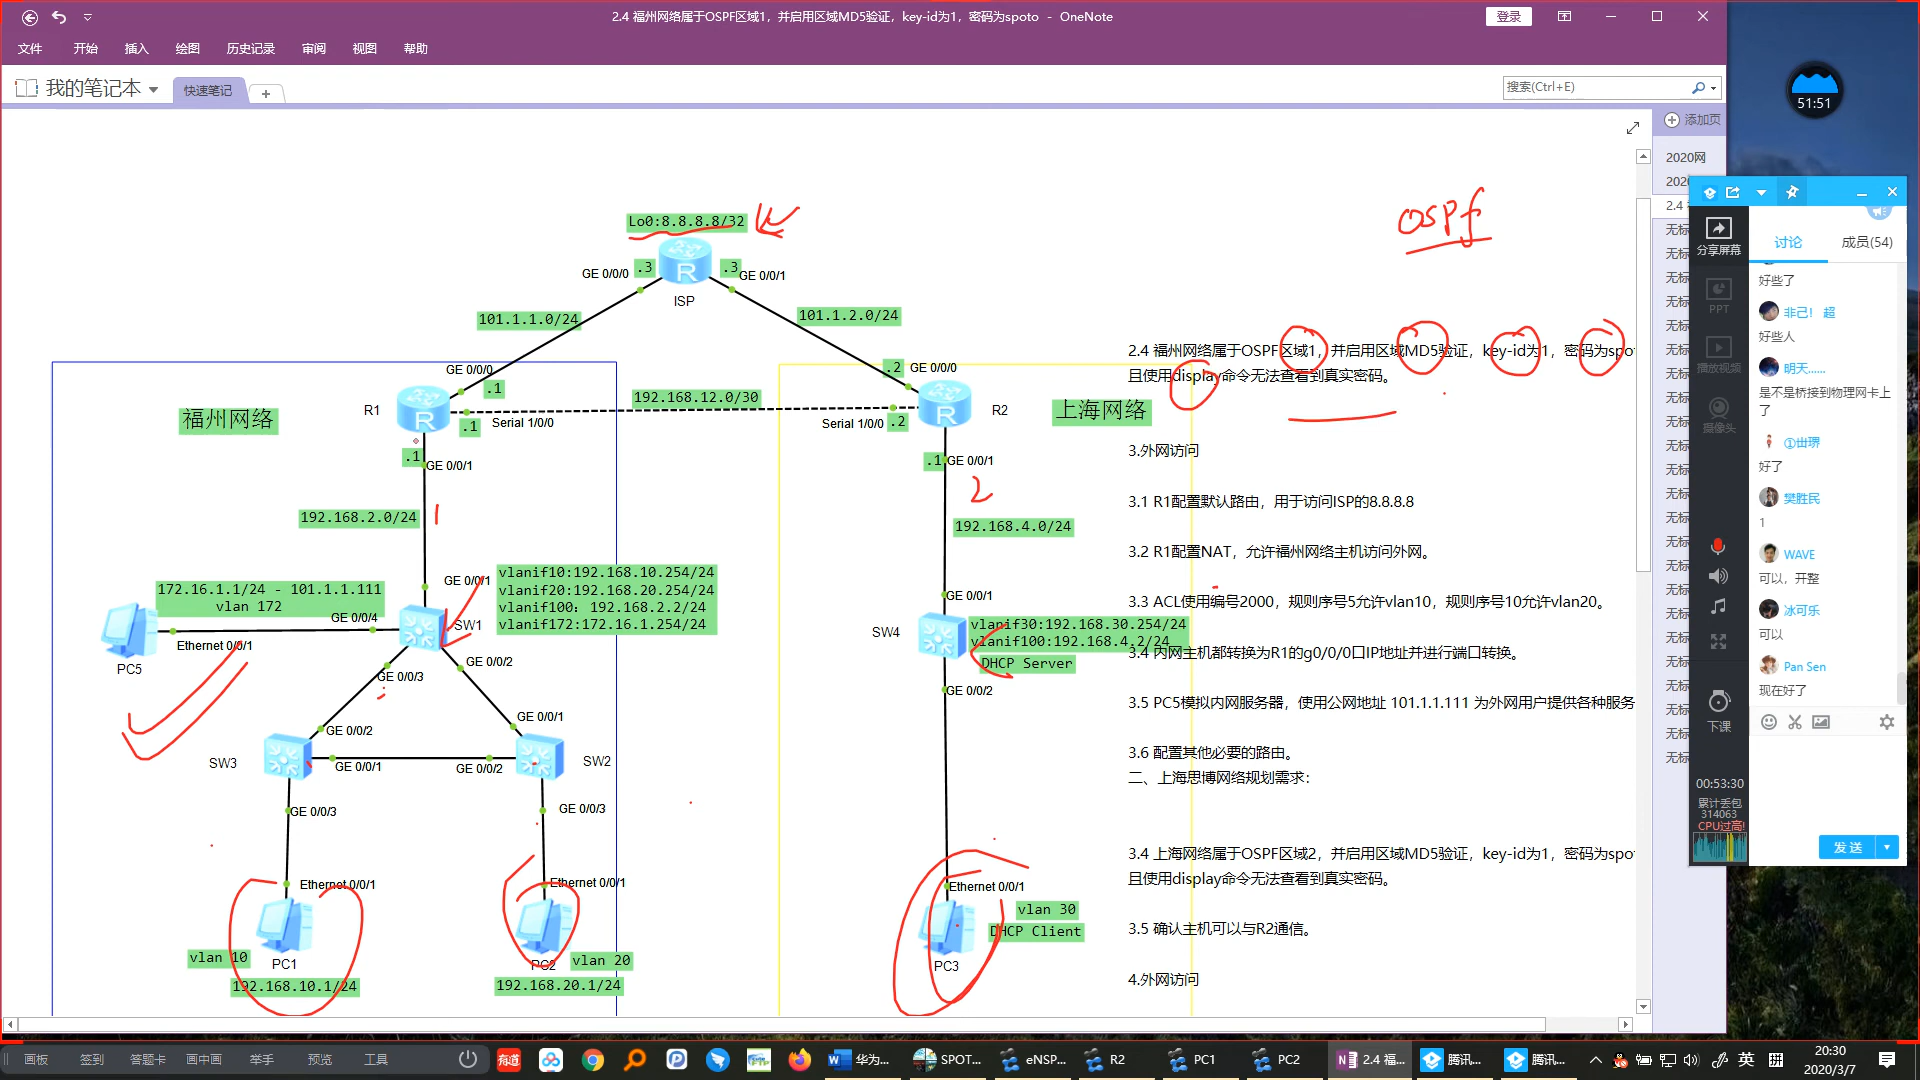 2.4 福州网络属于OSPF区域1，并启用区域MD5验证，key-id为1，密码为spoto - OneNote
登录
文件 开始 插入 绘图 历史记录 审阅 视图 帮助
我的笔记本
快速笔记
搜索(Ctrl+E)
51:51
添加页
2020网
2.4
无标
ospf
Lo0:8.8.8.8/32
GE 0/0/0 .3 .3 GE 0/0/1
ISP
101.1.1.0/24
101.1.2.0/24
GE 0/0/0
.1
.2 GE 0/0/0
福州网络
R1
.1 Serial 1/0/0
192.168.12.0/30
Serial 1/0/0 .2
R2
上海网络
.1 GE 0/0/1
.1 GE 0/0/1
192.168.2.0/24
1
2
192.168.4.0/24
172.16.1.1/24 - 101.1.1.111
vlan 172
GE 0/0/1
vlanif10:192.168.10.254/24
vlanif20:192.168.20.254/24
vlanif100: 192.168.2.2/24
vlanif172:172.16.1.254/24
GE 0/0/4
SW1
PC5
Ethernet 0/0/1
GE 0/0/3
GE 0/0/2
GE 0/0/1
SW4
vlanif30:192.168.30.254/24
vlanif100:192.168.4.2/24
DHCP Server
GE 0/0/2
GE 0/0/2
GE 0/0/1
SW3
GE 0/0/1
GE 0/0/2
SW2
GE 0/0/3
GE 0/0/3
Ethernet 0/0/1
Ethernet 0/0/1
Ethernet 0/0/1
vlan 10
PC1
192.168.10.1/24
PC2
vlan 20
192.168.20.1/24
vlan 30
DHCP Client
PC3
2.4 福州网络属于OSPF区域1，并启用区域MD5验证，key-id为1，密码为spo
且使用display命令无法查看到真实密码。
3.外网访问
3.1 R1配置默认路由，用于访问ISP的8.8.8.8
3.2 R1配置NAT，允许福州网络主机访问外网。
3.3 ACL使用编号2000，规则序号5允许vlan10，规则序号10允许vlan20。
3.4 内网主机都转换为R1的g0/0/0口IP地址并进行端口转换。
3.5 PC5模拟内网服务器，使用公网地址 101.1.1.111 为外网用户提供各种服务
3.6 配置其他必要的路由。
二、上海思博网络规划需求：
3.4 上海网络属于OSPF区域2，并启用区域MD5验证，key-id为1，密码为spo
且使用display命令无法查看到真实密码。
3.5 确认主机可以与R2通信。
4.外网访问
分享屏幕
PPT
播放视频
摄像头
下课
00:53:30
累计丢包
314063
CPU过高!
讨论 成员(54)
好些了
非己！ 超
好些人
明天......
是不是桥接到物理网卡上了
好了
樊胜民
1
WAVE
可以，开整
冰可乐
可以
Pan Sen
现在好了
发送
画板 签到 答题卡 画中画 举手 预览 工具
有道
华为...
SPOT...
eNSP...
R2
PC1
PC2
2.4 福...
腾讯...
腾讯...
英
20:30
2020/3/7